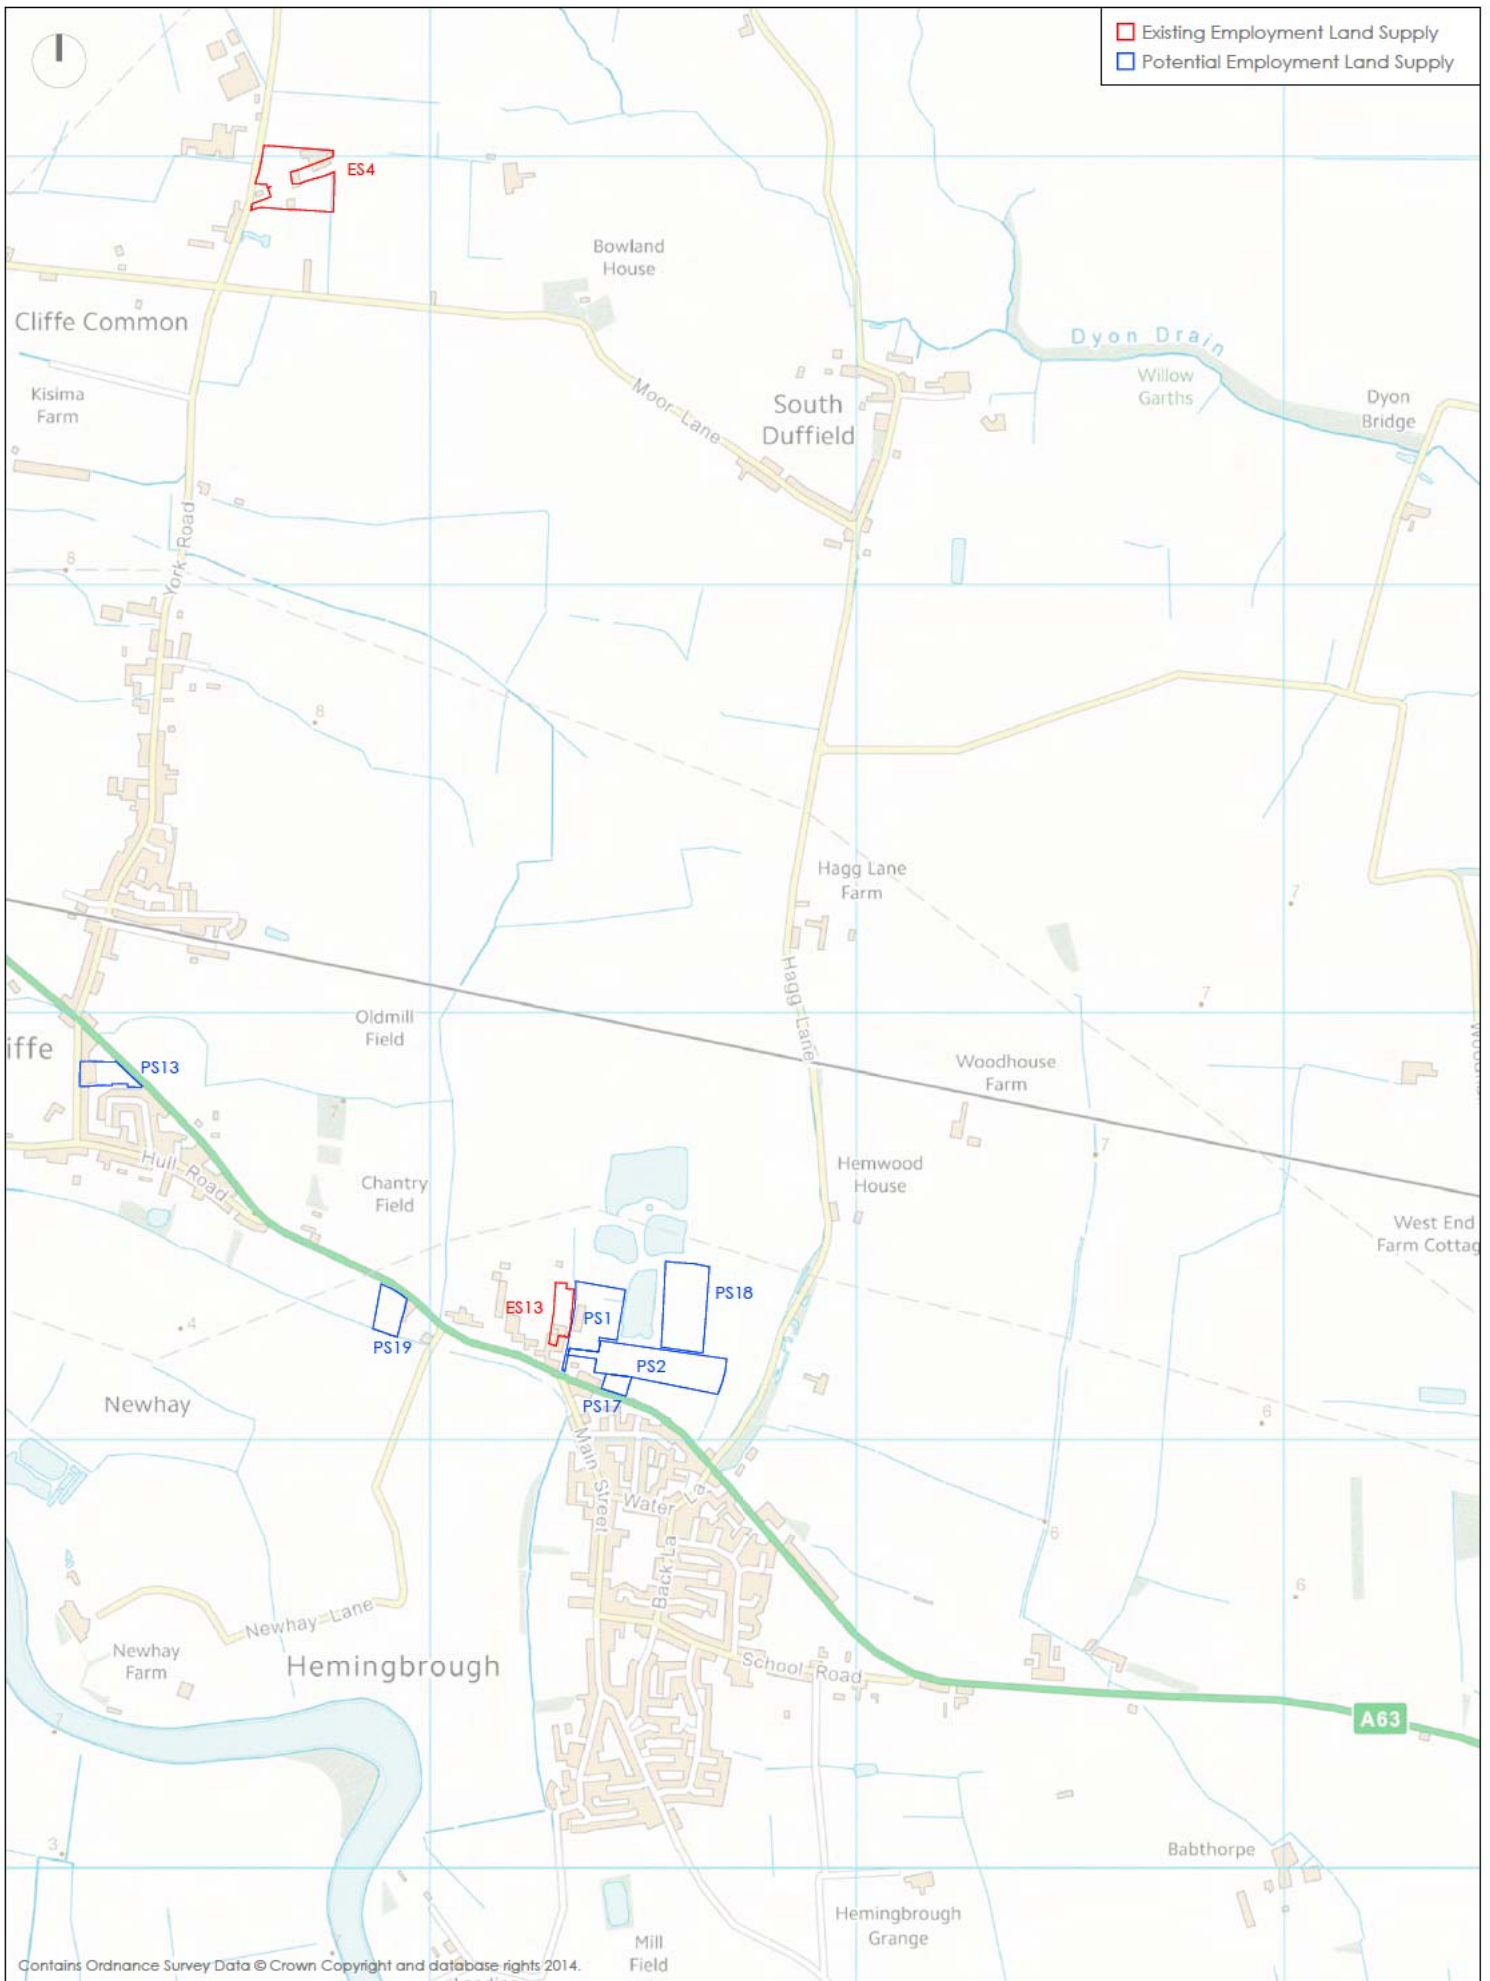 Existing Employment Land Supply
Potential Employment Land Supply
ES4
Bowland
House
Cliffe Common
Dyon Drain
Willow
Garths
Kisima
Farm
Moor Lane
South
Duffield
Dyon
Bridge
York Road
8
8
Hagg Lane
Farm
7
Hagg Lane
7
Oldmill
Field
iffe
PS13
Woodhouse
Farm
7
7
Hull Road
Chantry
Field
Hemwood
House
West End
Farm Cottag
ES13
PS1
PS18
4
PS19
PS2
PS17
Newhay
6
Main Street
Water La
6
Back La
6
Newhay Lane
Newhay
Farm
Hemingbrough
School Road
A63
7
3
Babthorpe
Hemingbrough
Grange
Mill
Field
7
Contains Ordnance Survey Data © Crown Copyright and database rights 2014.